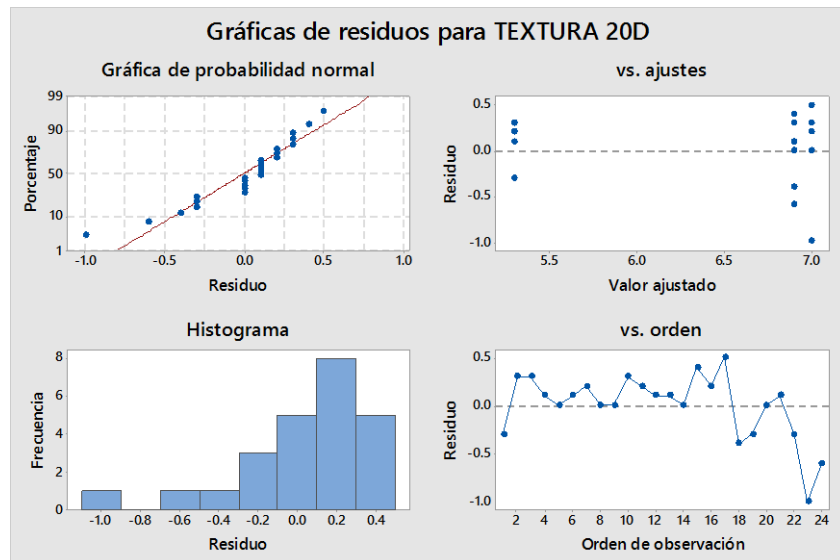 Gráficas de residuos para TEXTURA 20D
Gráfica de probabilidad normal
99
90
50
10
1
Porcentaje
-1.0 -0.5 0.0 0.5 1.0
Residuo
vs. ajustes
0.5
0.0
-0.5
-1.0
Residuo
5.5 6.0 6.5 7.0
Valor ajustado
Histograma
8
6
4
2
0
Frecuencia
-1.0 -0.8 -0.6 -0.4 -0.2 0.0 0.2 0.4
Residuo
vs. orden
0.5
0.0
-0.5
-1.0
Residuo
2 4 6 8 10 12 14 16 18 20 22 24
Orden de observación